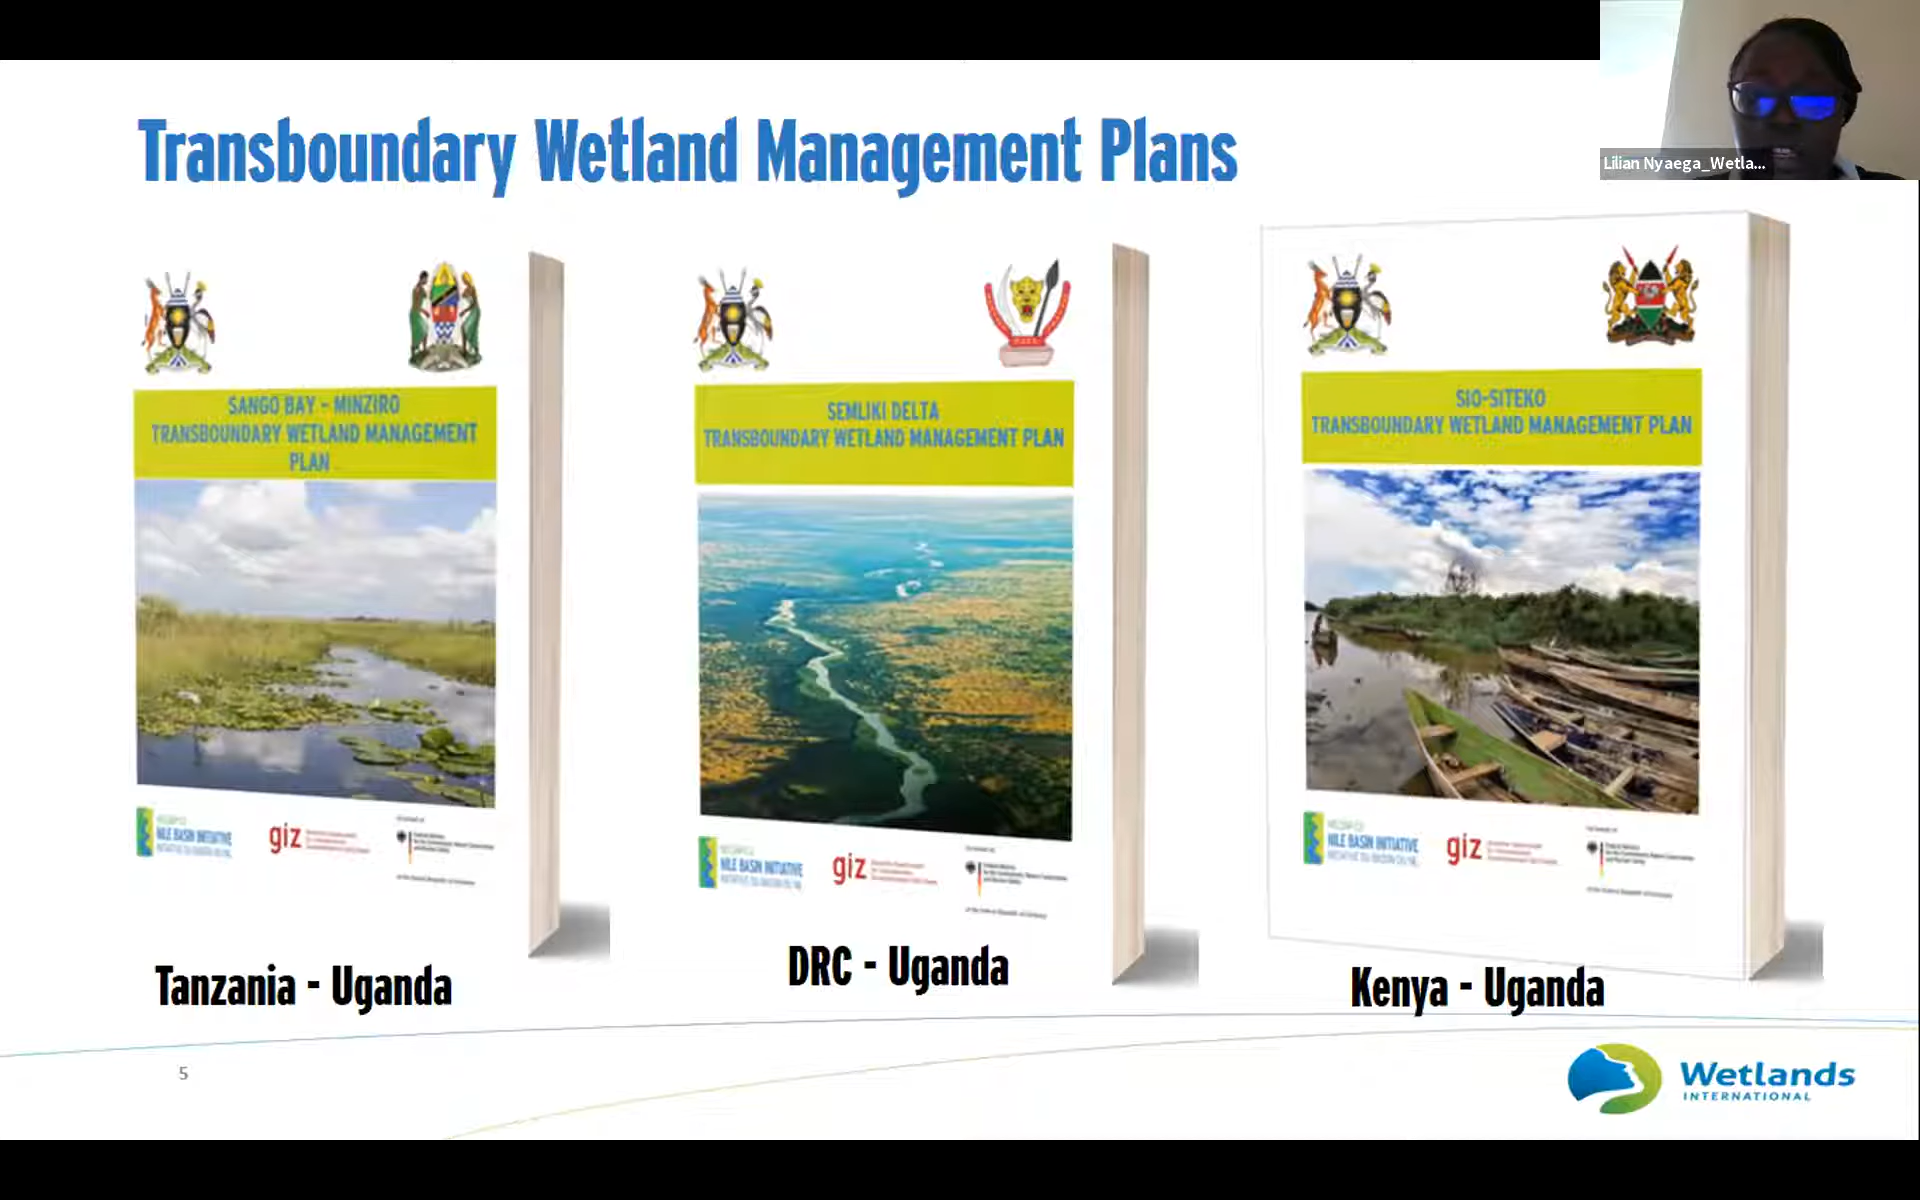 Lilian Nyaega_Wetla...
Transboundary Wetland Management Plans
SANGO BAY - MINZIRO
TRANSBOUNDARY WETLAND MANAGEMENT
PLAN
NILE BASIN INITIATIVE
giz
Tanzania - Uganda
SEMLIKI DELTA
TRANSBOUNDARY WETLAND MANAGEMENT PLAN
NILE BASIN INITIATIVE
giz
DRC - Uganda
SIO-SITEKO
TRANSBOUNDARY WETLAND MANAGEMENT PLAN
NILE BASIN INITIATIVE
giz
Kenya - Uganda
5
Wetlands
INTERNATIONAL